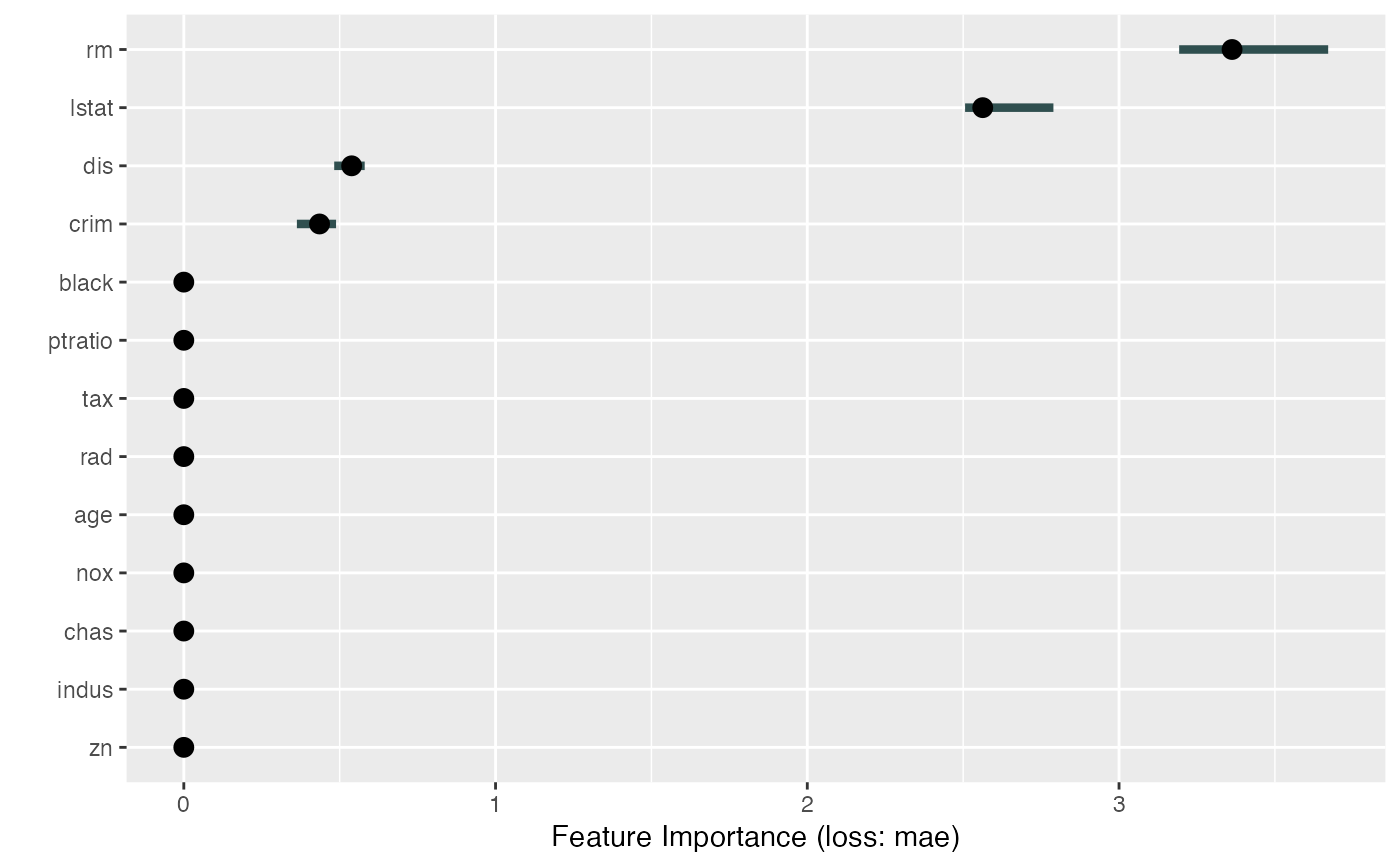 rm
lstat
dis
crim
black
ptratio
tax
rad
age
nox
chas
indus
zn
0 1 2 3
Feature Importance (loss: mae)